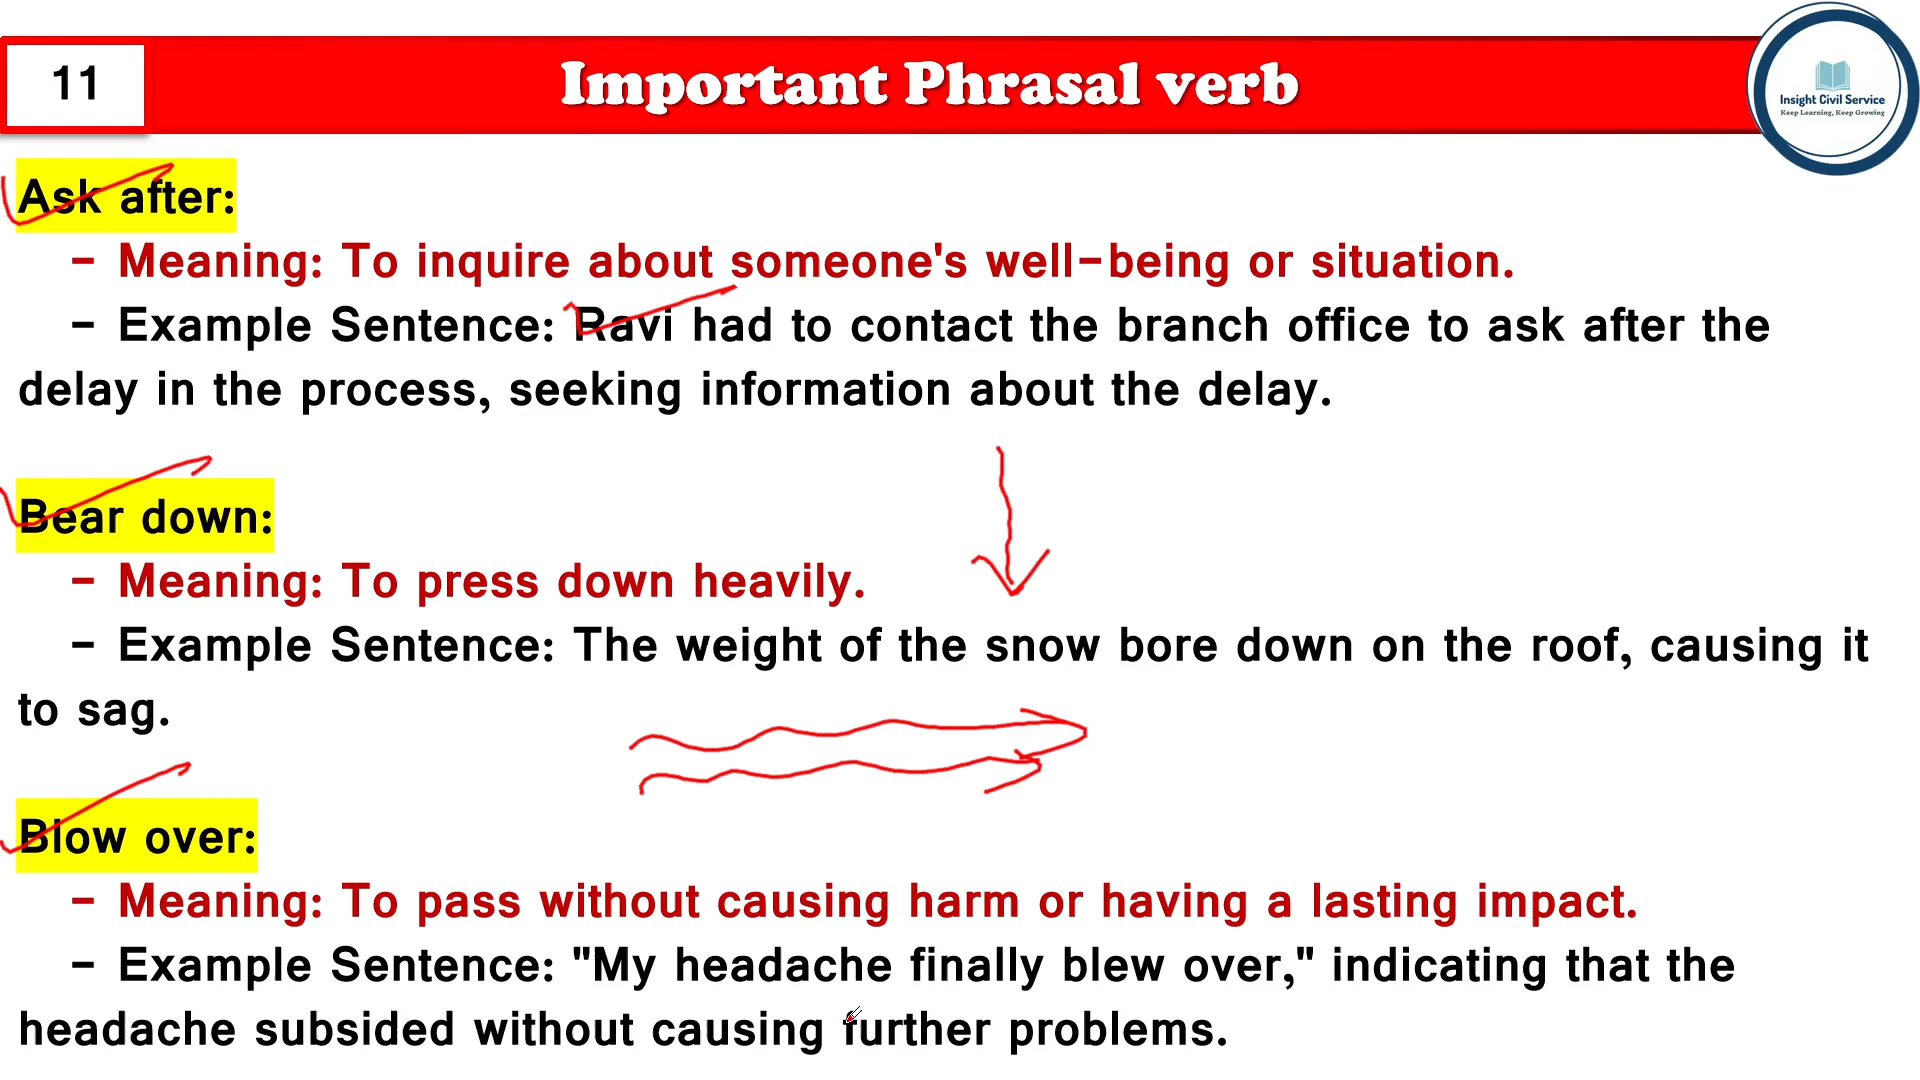 11
Important Phrasal verb
Insight Civil Service
Keep Learning, Keep Growing
Ask after:
- Meaning: To inquire about someone's well-being or situation.
- Example Sentence: Ravi had to contact the branch office to ask after the
delay in the process, seeking information about the delay.
Bear down:
- Meaning: To press down heavily.
- Example Sentence: The weight of the snow bore down on the roof, causing it
to sag.
Blow over:
- Meaning: To pass without causing harm or having a lasting impact.
- Example Sentence: "My headache finally blew over," indicating that the
headache subsided without causing further problems.